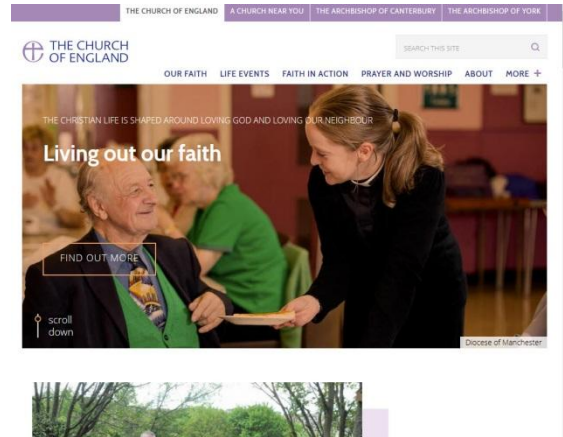 THE CHURCH OF ENGLAND A CHURCH NEAR YOU THE ARCHBISHOP OF CANTERBURY THE ARCHBISHOP OF YORK
THE CHURCH
OF ENGLAND
SEARCH THIS SITE
OUR FAITH LIFE EVENTS FAITH IN ACTION PRAYER AND WORSHIP ABOUT MORE +
THE CHRISTIAN LIFE IS SHAPED AROUND LOVING GOD AND LOVING OUR NEIGHBOUR
Living out our faith
FIND OUT MORE
scroll
down
Diocese of Manchester